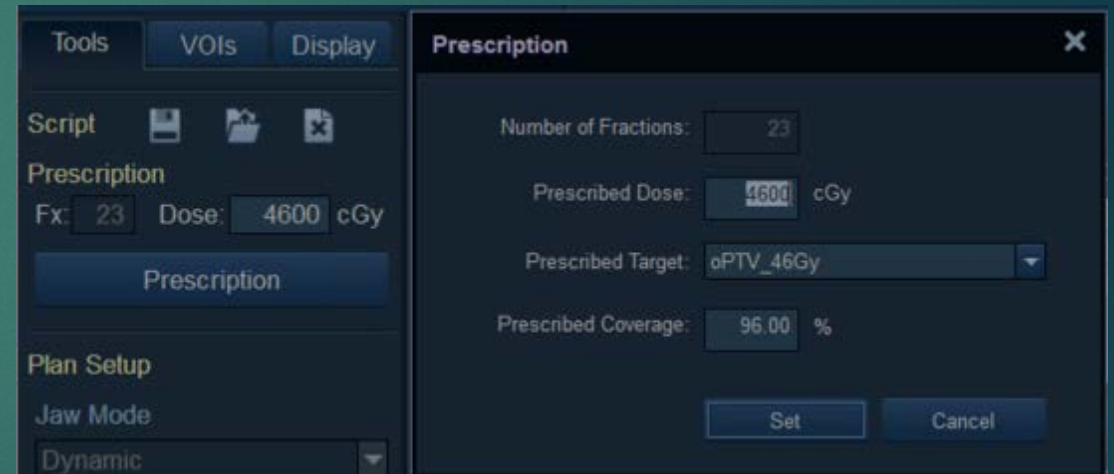 Tools VOIs Display
Script
Prescription
Fx: 23 Dose: 4600 cGy
Prescription
Plan Setup
Jaw Mode
Dynamic
Prescription
Number of Fractions: 23
Prescribed Dose: 4600 cGy
Prescribed Target: oPTV_46Gy
Prescribed Coverage: 96.00 %
Set Cancel